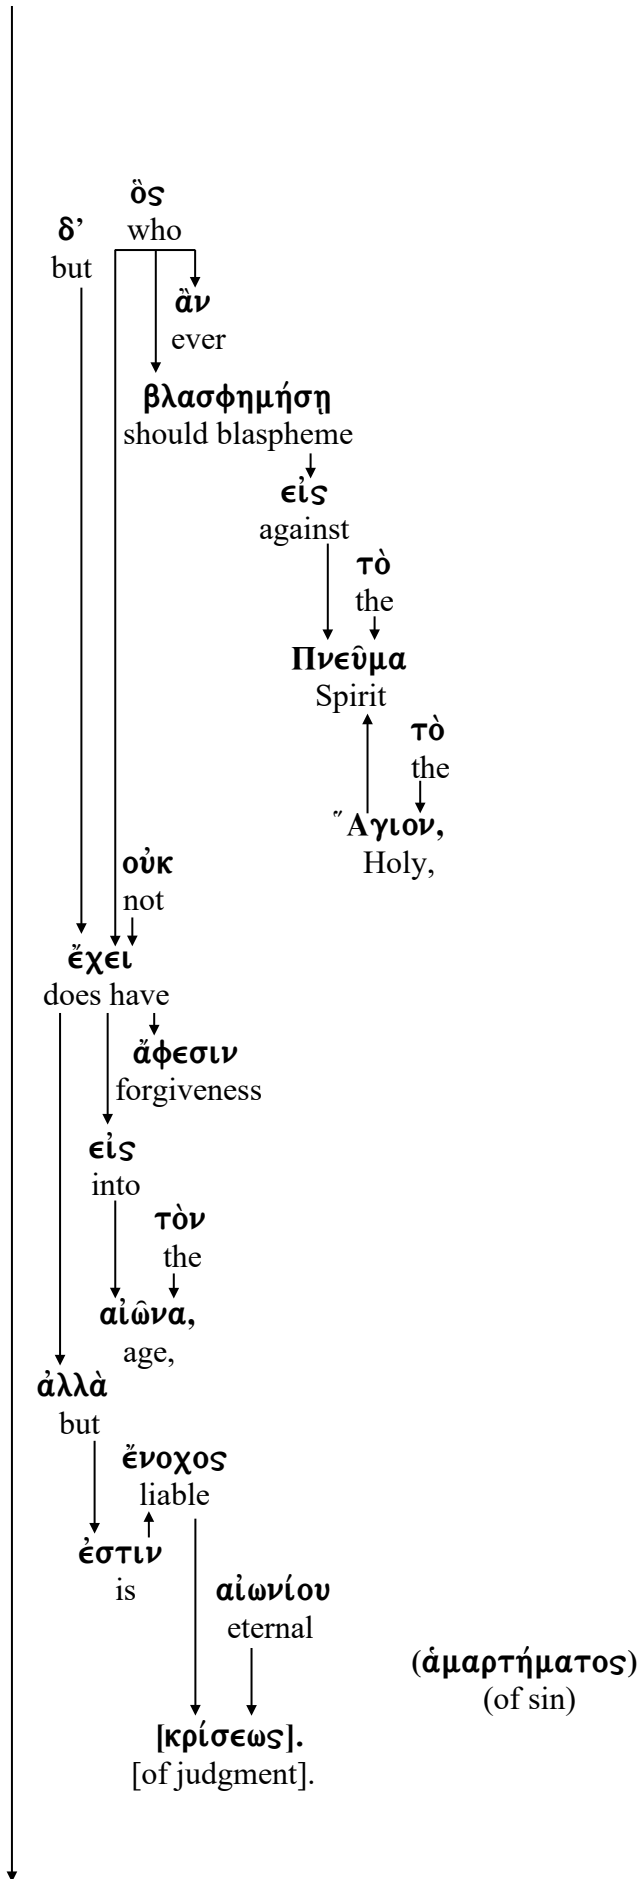 ὃς
who
δ’
but
ἂν
ever
βλασφημήσῃ
should blaspheme
εἰς
against
τὸ
the
Πνεῦμα
Spirit
τὸ
the
῞Αγιον,
Holy,
οὐκ
not
ἔχει
does have
ἄφεσιν
forgiveness
εἰς
into
τὸν
the
αἰῶνα,
age,
ἀλλὰ
but
ἔνοχος
liable
ἐστιν
is
αἰωνίου
eternal
(ἁμαρτήματος)
(of sin)
[κρίσεως].
[of judgment].